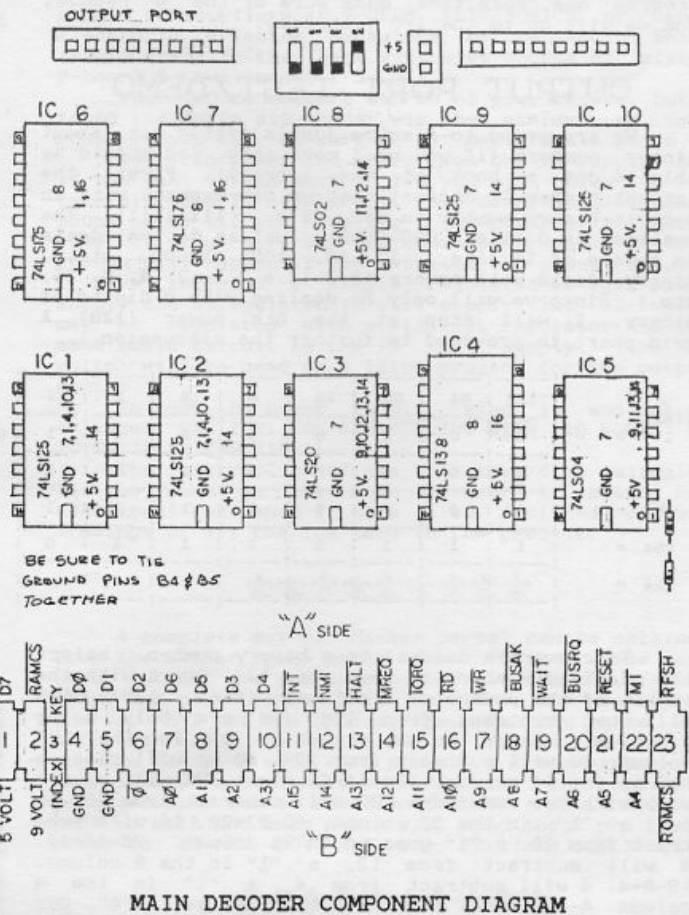 OUTPUT PORT
+5
GND
IC 6
IC 7
IC 8
IC 9
IC 10
74LS175
GND 8
+5V. 1,16
74LS176
GND 8
+5V. 1,16
74LS02
GND 7
+5V.
74LS125
GND 7
+5V. 14
74LS125
GND 7
+5V. 14
IC 1
IC 2
IC 3
IC 4
IC 5
74LS125
GND 7,1,4,10,13
+5V. 14
74LS125
GND 7,1,4,10,13
+5V. 14
74LS20
GND 7
+5V. 9,10,12,13,14
74LS138
GND 8
+5V. 16
74LS04
GND 7
+5V
BE SURE TO TIE
GROUND PINS B4 & B5
TOGETHER
"A" SIDE
D7 RAMCS KEY DØ D1 D2 D6 D5 D3 D4 INT NMI HALT MREQ IORQ RD WR BUSAK WAIT BUSRQ RESET M1 RFSH
1 2 3 4 5 6 7 8 9 10 11 12 13 14 15 16 17 18 19 20 21 22 23
5 VOLT 9 VOLT INDEX GND GND Ø AØ A1 A2 A3 A15 A14 A13 A12 A11 A1Ø A9 A8 A7 A6 A5 A4 ROMCS
"B" SIDE
MAIN DECODER COMPONENT DIAGRAM